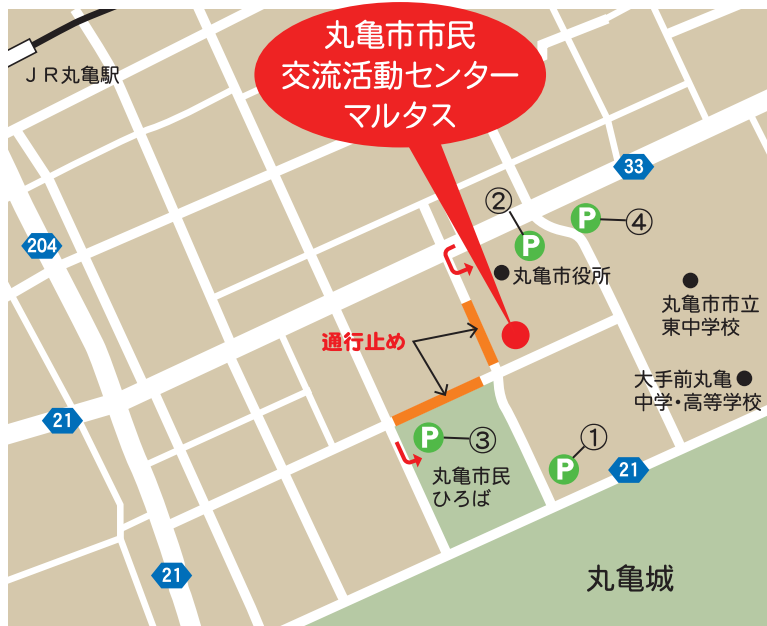 丸亀市市民
交流活動センター
マルタス
JR丸亀駅
33
②
P
P
④
204
丸亀市役所
丸亀市市立
東中学校
通行止め
大手前丸亀
中学・高等学校
21
P
③
①
P
21
丸亀市民
ひろば
21
丸亀城